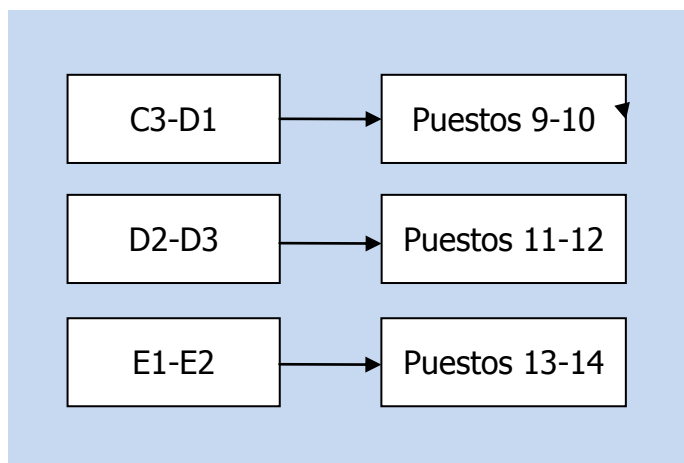 C3-D1
Puestos 9-10
D2-D3
Puestos 11-12
E1-E2
Puestos 13-14